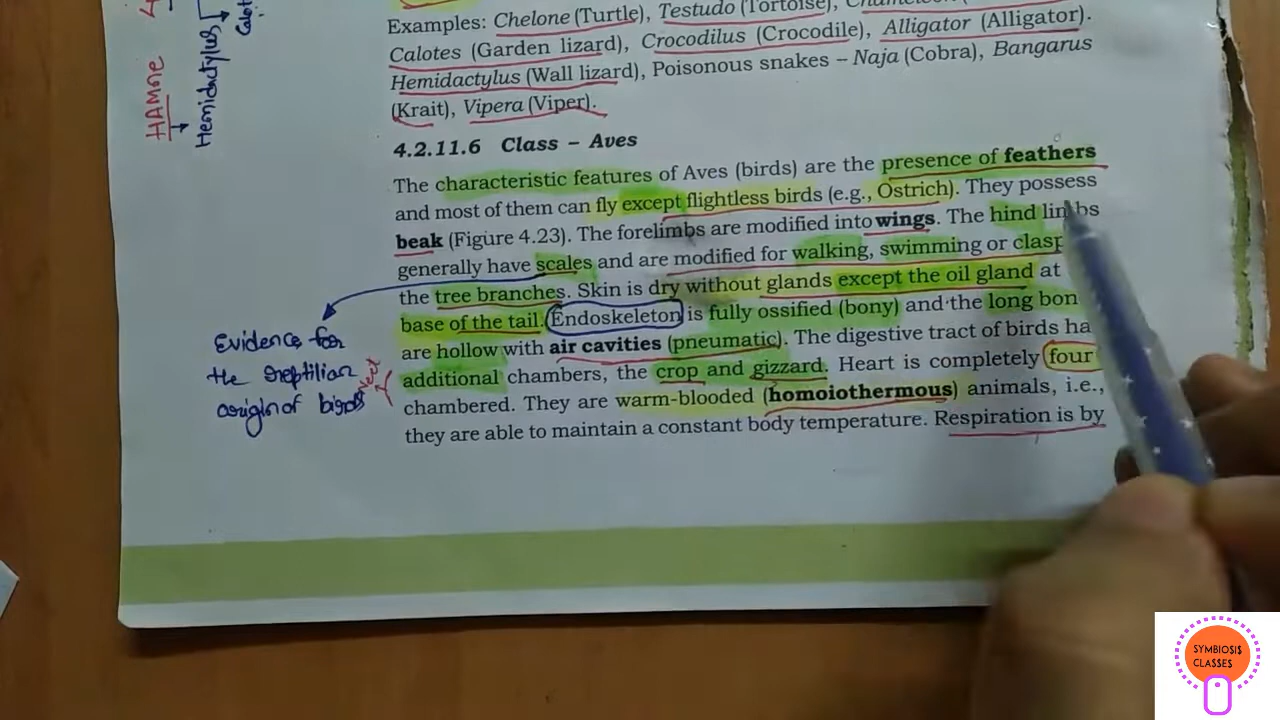 HAMone
Hemidactylus
Calot
Examples: Chelone (Turtle), Testudo (Tortoise), Chameleon
Calotes (Garden lizard), Crocodilus (Crocodile), Alligator (Alligator).
Hemidactylus (Wall lizard), Poisonous snakes – Naja (Cobra), Bangarus
(Krait), Vipera (Viper).
4.2.11.6 Class – Aves
The characteristic features of Aves (birds) are the presence of feathers
and most of them can fly except flightless birds (e.g., Ostrich). They possess
beak (Figure 4.23). The forelimbs are modified into wings. The hind limbs
generally have scales and are modified for walking, swimming or clasp
the tree branches. Skin is dry without glands except the oil gland at
base of the tail. Endoskeleton is fully ossified (bony) and the long bon
are hollow with air cavities (pneumatic). The digestive tract of birds ha
additional chambers, the crop and gizzard. Heart is completely four
chambered. They are warm-blooded (homoiothermous) animals, i.e.,
they are able to maintain a constant body temperature. Respiration is by
Evidence for
the reptilian
origin of birds
SYMBIOSIS
CLASSES